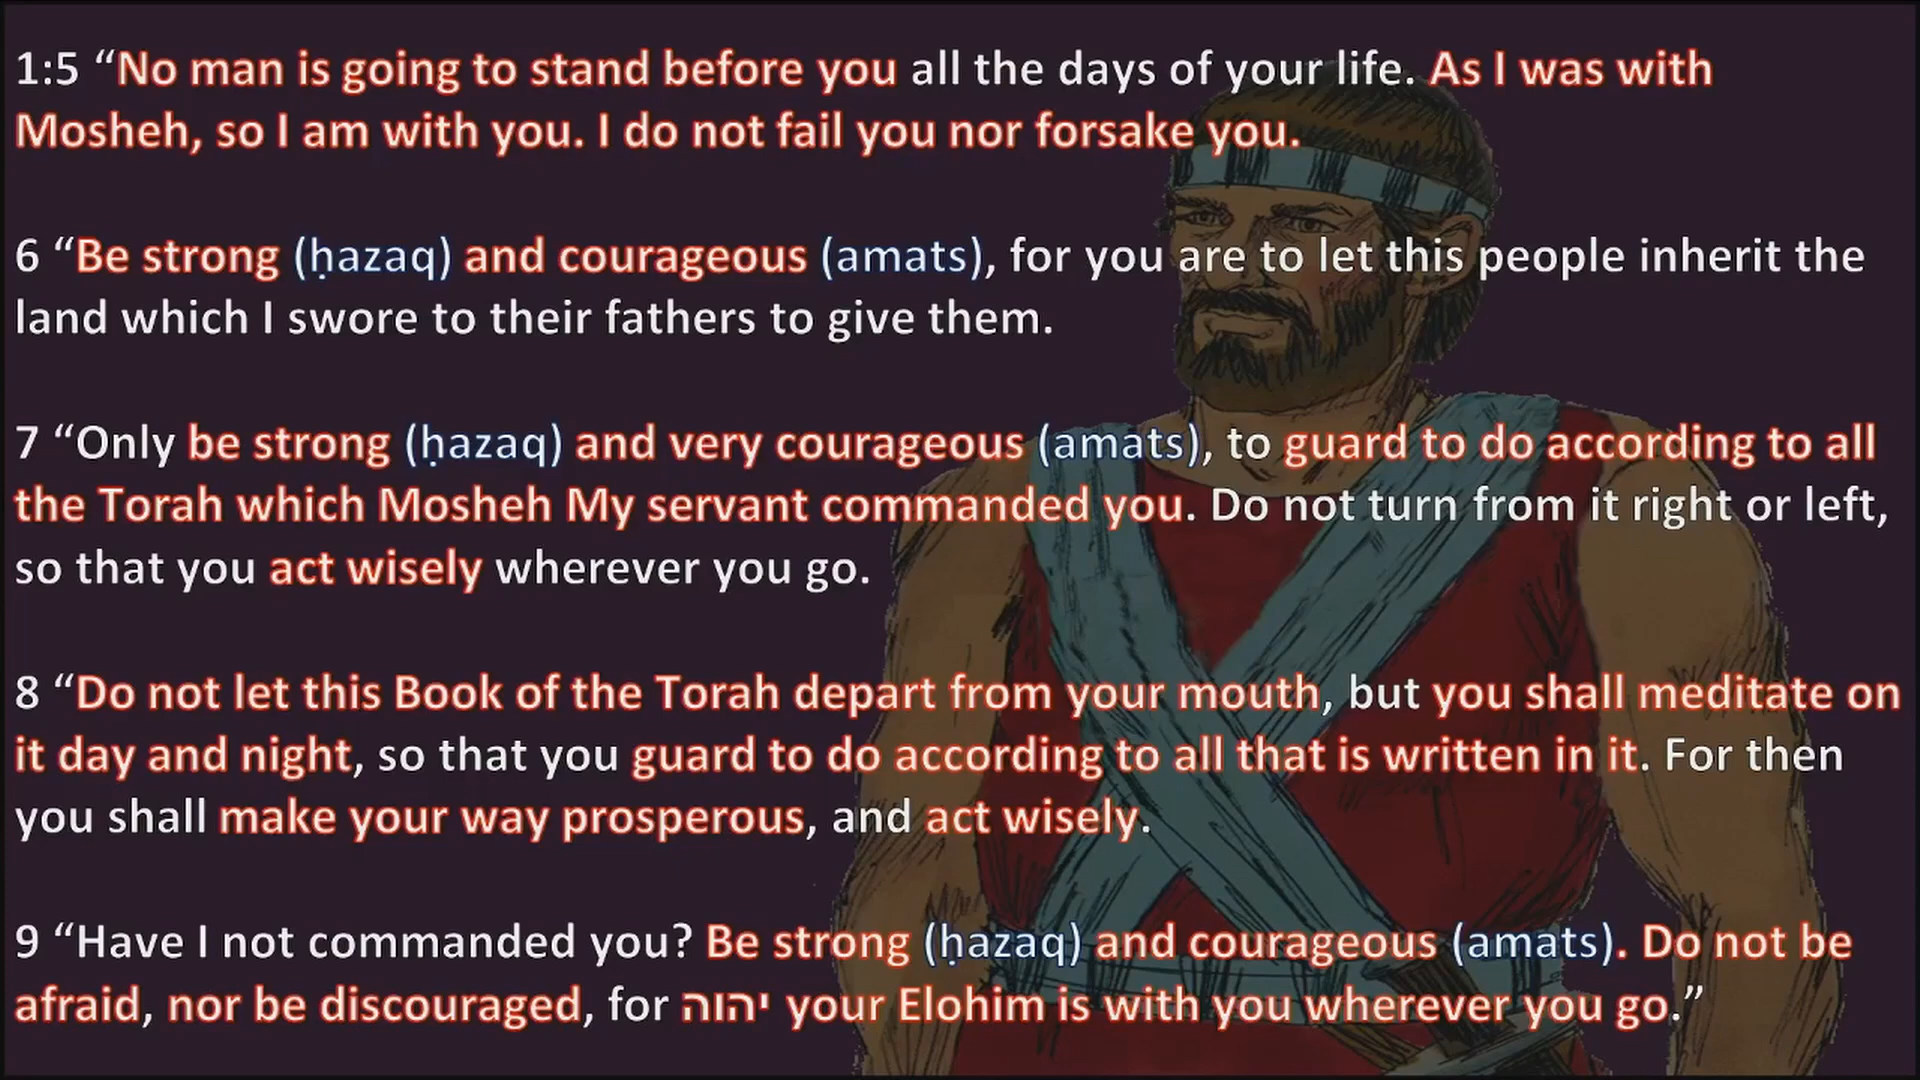 1:5 “No man is going to stand before you all the days of your life. As I was with
Mosheh, so I am with you. I do not fail you nor forsake you.
6 “Be strong (ḥazaq) and courageous (amats), for you are to let this people inherit the
land which I swore to their fathers to give them.
7 “Only be strong (ḥazaq) and very courageous (amats), to guard to do according to all
the Torah which Mosheh My servant commanded you. Do not turn from it right or left,
so that you act wisely wherever you go.
8 “Do not let this Book of the Torah depart from your mouth, but you shall meditate on
it day and night, so that you guard to do according to all that is written in it. For then
you shall make your way prosperous, and act wisely.
9 “Have I not commanded you? Be strong (ḥazaq) and courageous (amats). Do not be
afraid, nor be discouraged, for יהוה your Elohim is with you wherever you go.”